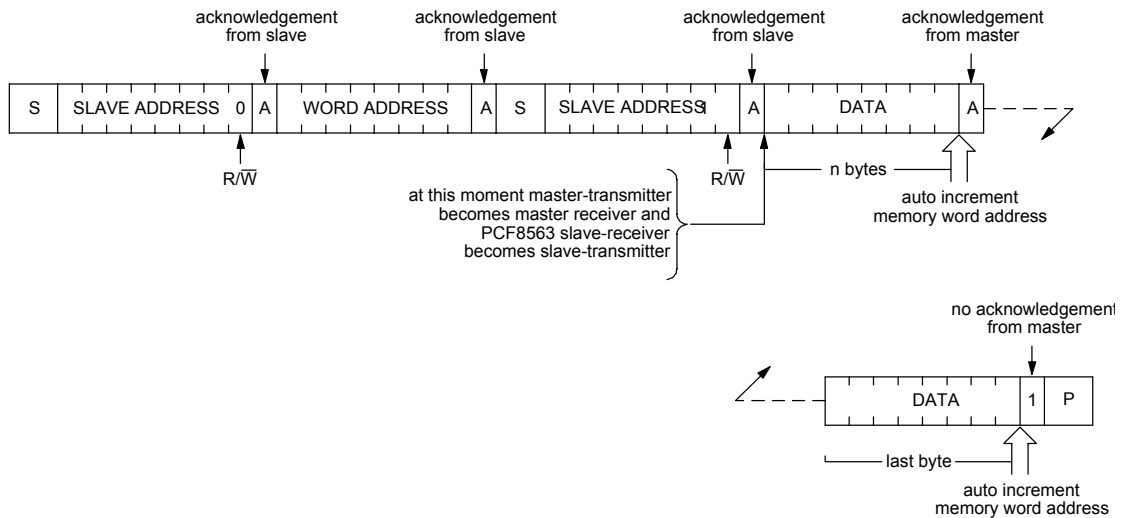 acknowledgement
from slave
acknowledgement
from slave
acknowledgement
from slave
acknowledgement
from master
S SLAVE ADDRESS 0 A WORD ADDRESS A S SLAVE ADDRESS 1 A DATA A
R/W̅
R/W̅
n bytes
at this moment master-transmitter
becomes master receiver and
PCF8563 slave-receiver
becomes slave-transmitter
auto increment
memory word address
no acknowledgement
from master
DATA 1 P
last byte
auto increment
memory word address